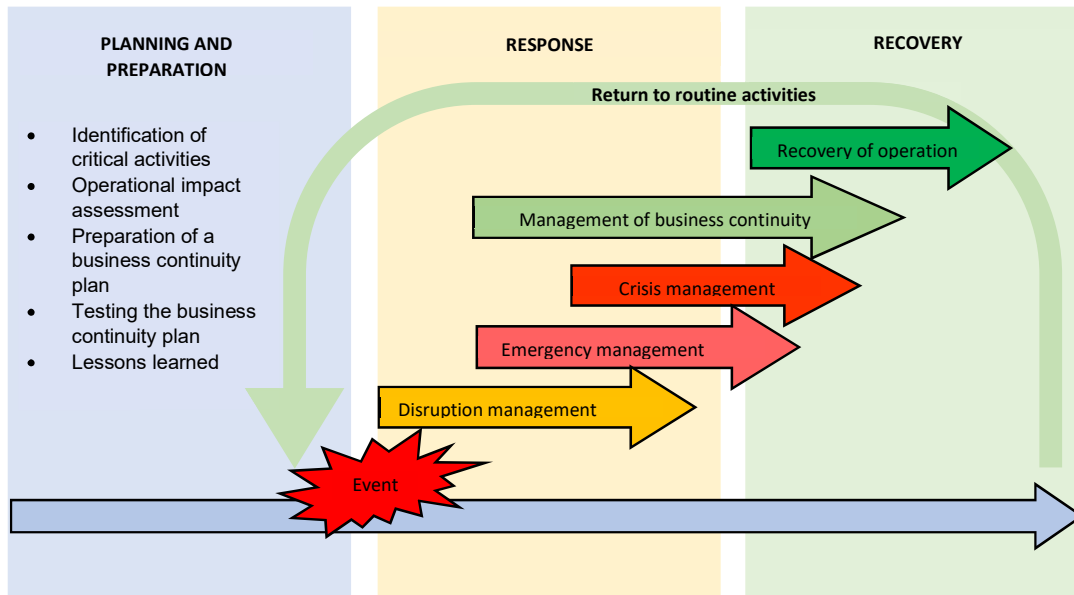 PLANNING AND
PREPARATION
• Identification of
critical activities
• Operational impact
assessment
• Preparation of a
business continuity
plan
• Testing the business
continuity plan
• Lessons learned
RESPONSE
RECOVERY
Return to routine activities
Recovery of operation
Management of business continuity
Crisis management
Emergency management
Disruption management
Event